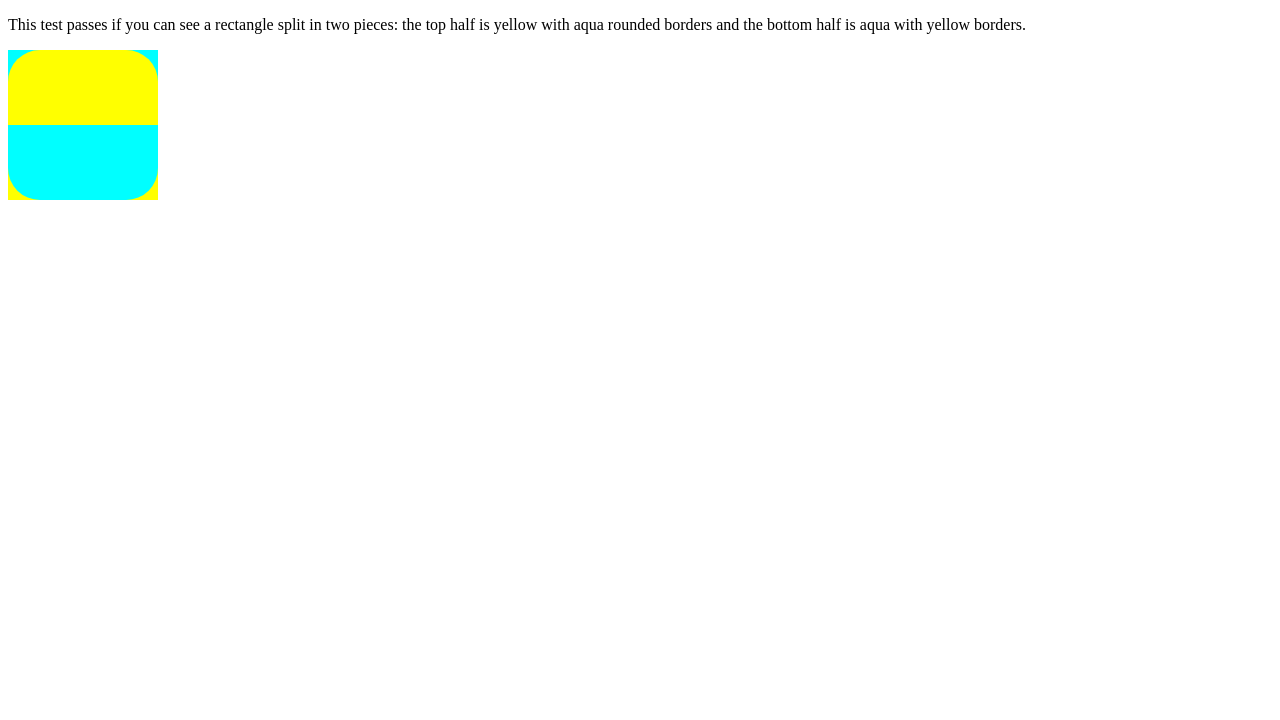 This test passes if you can see a rectangle split in two pieces: the top half is yellow with aqua rounded borders and the bottom half is aqua with yellow borders.